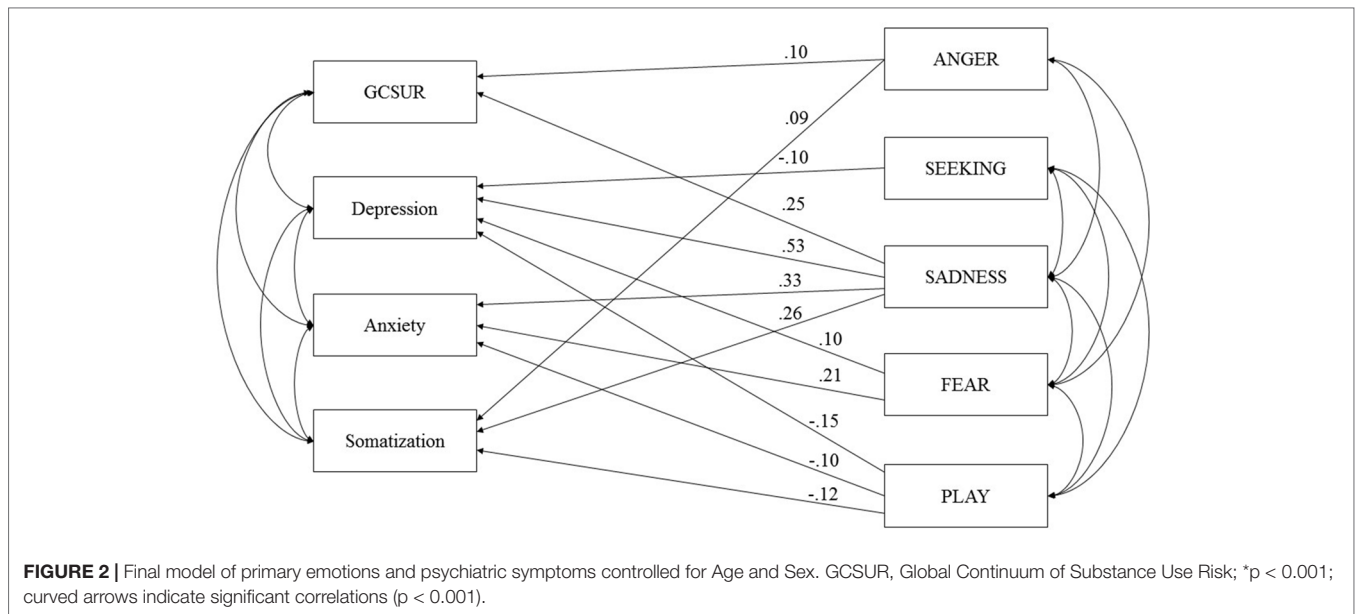 ANGER
.10
GCSUR
.09
-.10
SEEKING
Depression
.25
.53
SADNESS
.33
Anxiety
.26
.10
.21
FEAR
-.15
Somatization
-.10
-.12
PLAY
FIGURE 2 | Final model of primary emotions and psychiatric symptoms controlled for Age and Sex. GCSUR, Global Continuum of Substance Use Risk; *p < 0.001;
curved arrows indicate significant correlations (p < 0.001).